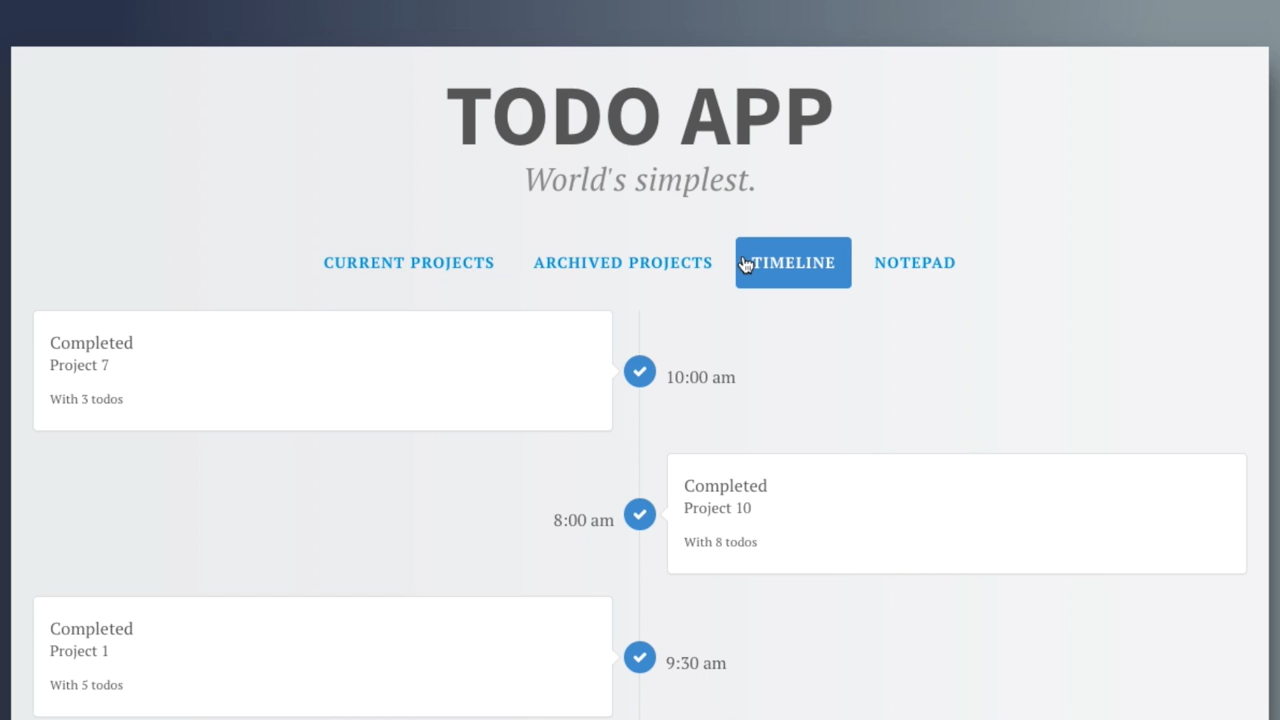 TODO APP
World's simplest.
CURRENT PROJECTS ARCHIVED PROJECTS TIMELINE NOTEPAD
Completed
Project 7
With 3 todos
10:00 am
8:00 am
Completed
Project 10
With 8 todos
Completed
Project 1
With 5 todos
9:30 am